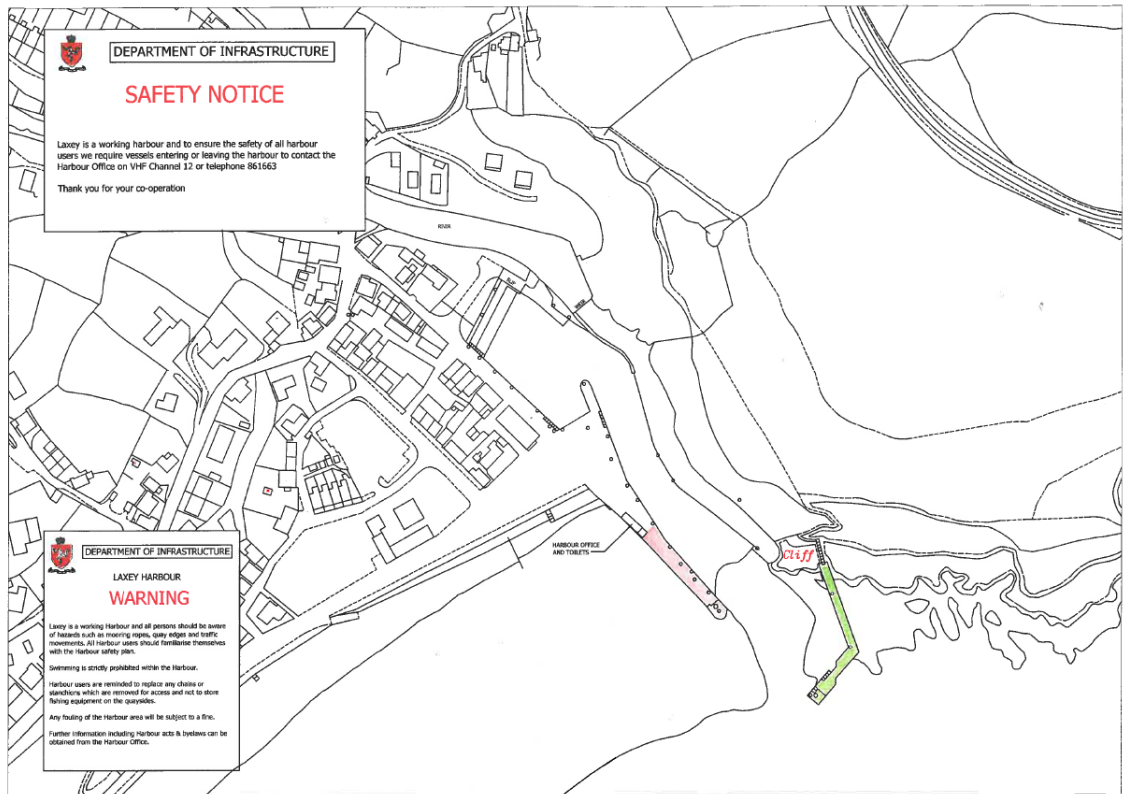 DEPARTMENT OF INFRASTRUCTURE
SAFETY NOTICE
Laxey is a working harbour and to ensure the safety of all harbour
users we require vessels entering or leaving the harbour to contact the
Harbour Office on VHF Channel 12 or telephone 861663
Thank you for your co-operation
RIVER
SLIP
WEIR
HARBOUR OFFICE
AND TOILETS
Cliff
DEPARTMENT OF INFRASTRUCTURE
LAXEY HARBOUR
WARNING
Laxey is a working Harbour and all persons should be aware
of hazards such as mooring ropes, quay edges and traffic
movements. All Harbour users should familiarise themselves
with the Harbour safety plan.
Swimming is strictly prohibited within the Harbour.
Harbour users are reminded to replace any chains or
stanchions which are removed for access and not to store
fishing equipment on the quaysides.
Any fouling of the Harbour area will be subject to a fine.
Further information including Harbour acts & byelaws can be
obtained from the Harbour Office.